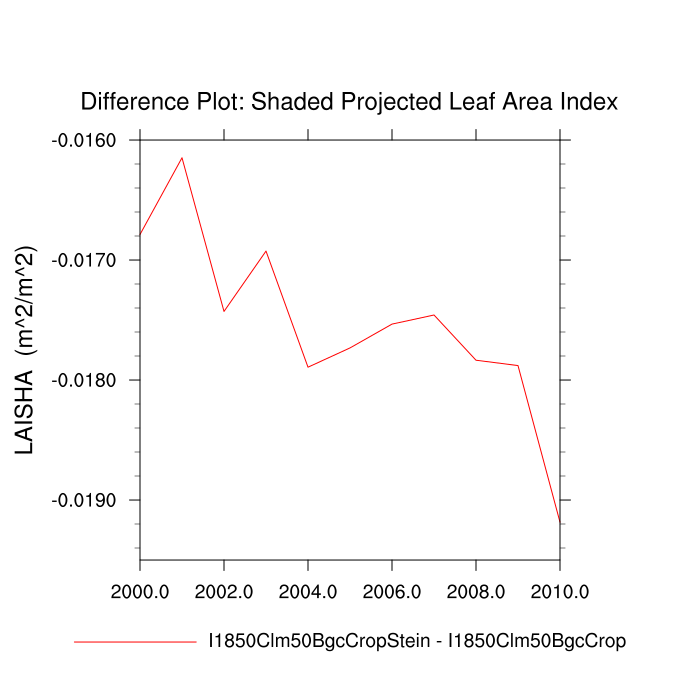 Difference Plot: Shaded Projected Leaf Area Index
-0.0160
-0.0170
-0.0180
-0.0190
LAISHA (m^2/m^2)
2000.0 2002.0 2004.0 2006.0 2008.0 2010.0
I1850Clm50BgcCropStein - I1850Clm50BgcCrop